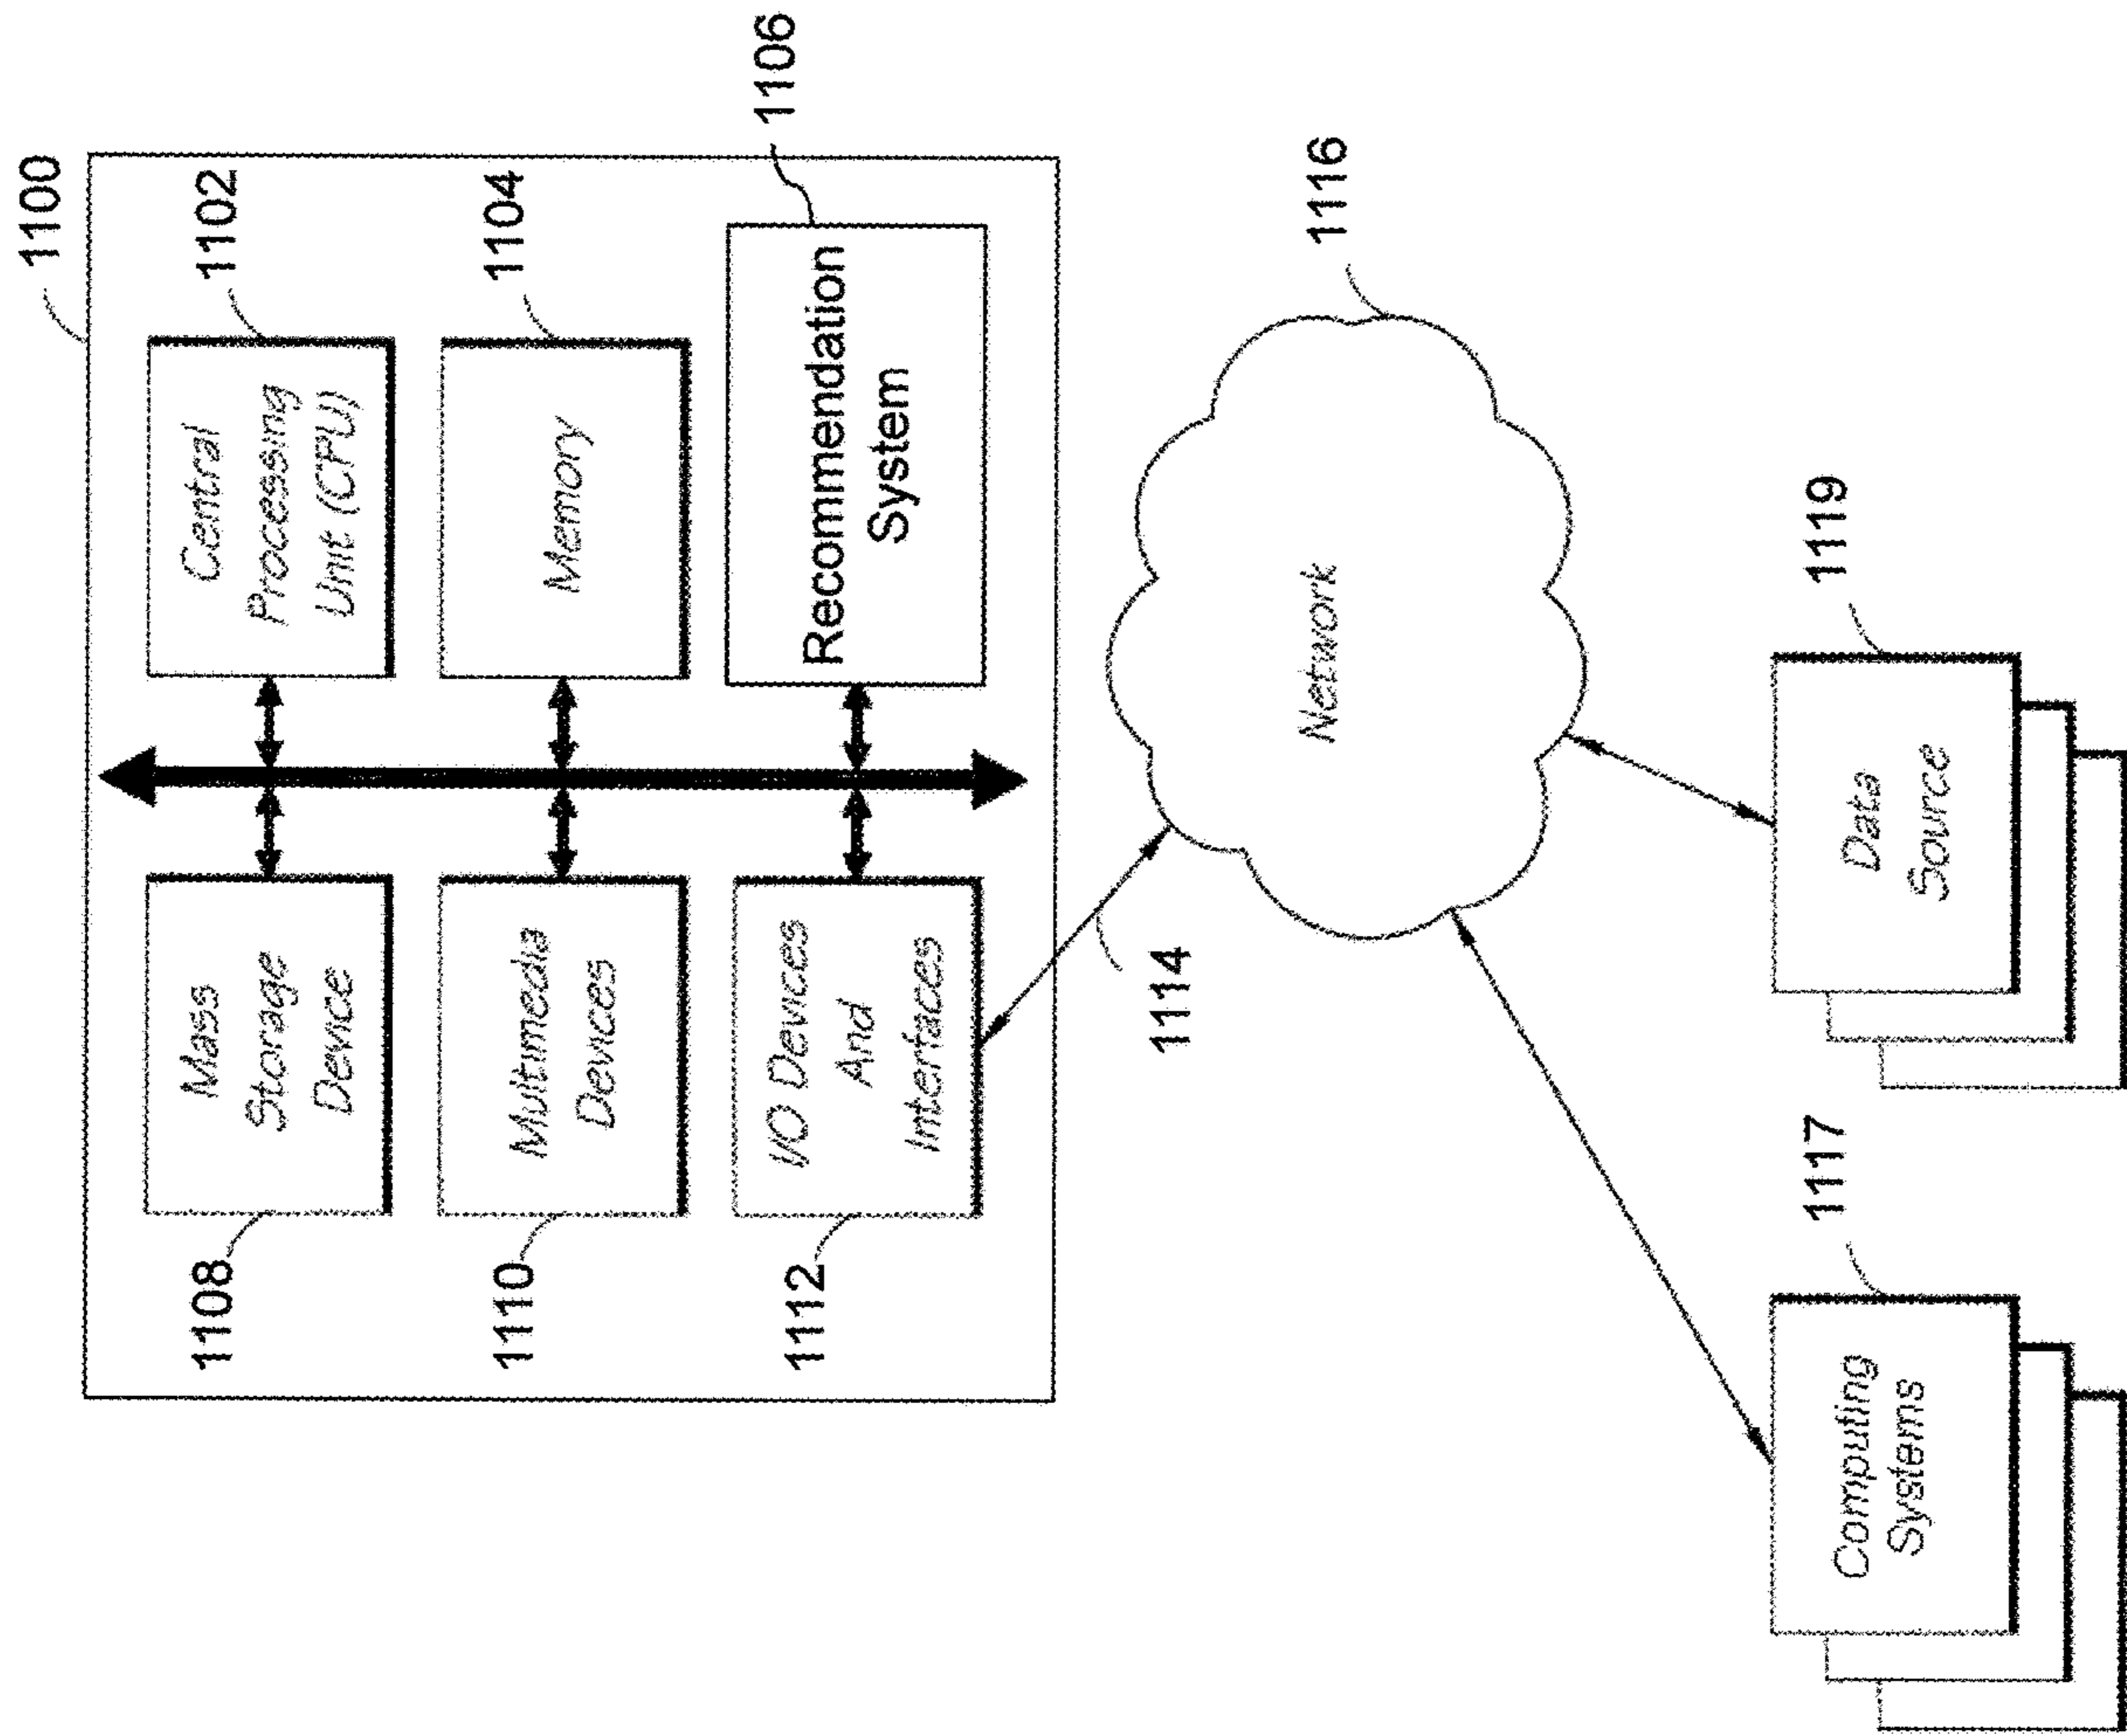 1100
Mass
Storage
Device
1108
Central
Processing
Unit (CPU)
1102
Multimedia
Devices
1110
Memory
1104
I/O Devices
And
Interfaces
1112
Recommendation
System
1106
1114
Network
1116
Computing
Systems
1117
Data
Source
1119